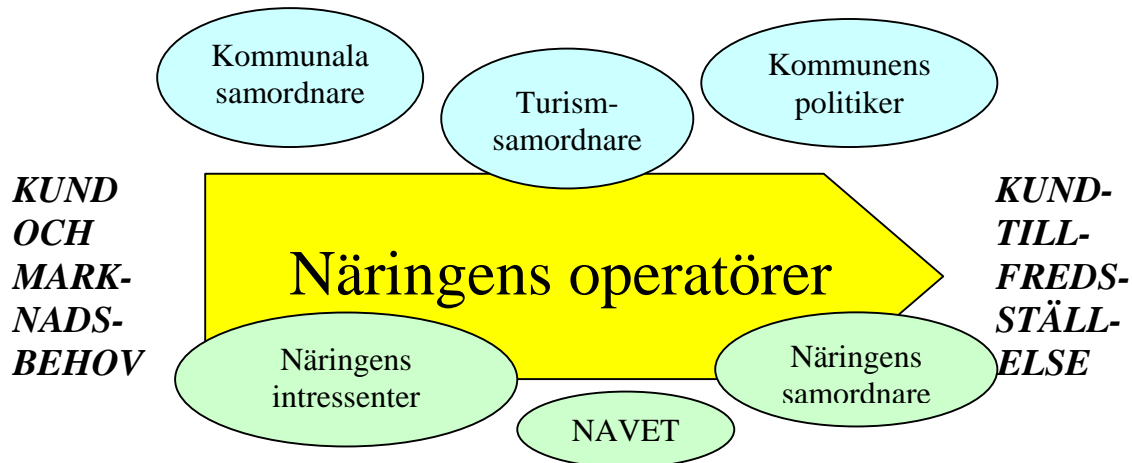 Kommunala
samordnare
Turism-
samordnare
Kommunens
politiker
KUND
OCH
MARK-
NADS-
BEHOV
Näringens operatörer
KUND-
TILL-
FREDS-
STÄLL-
ELSE
Näringens
intressenter
NAVET
Näringens
samordnare